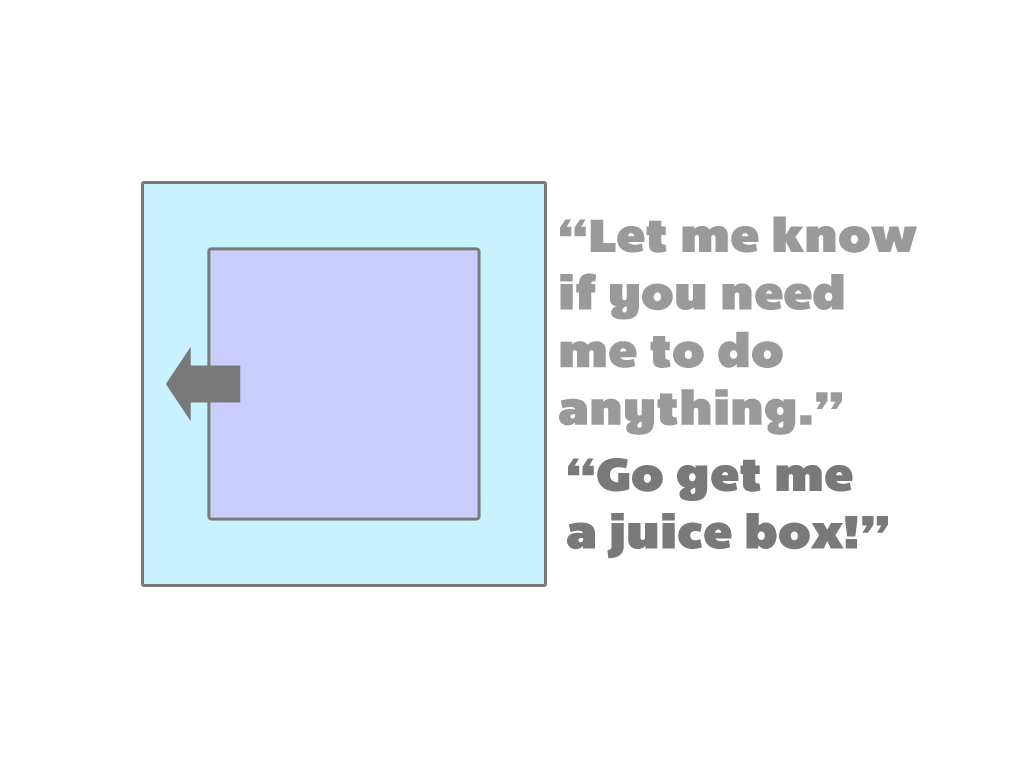 “Let me know
if you need
me to do
anything.”
“Go get me
a juice box!”